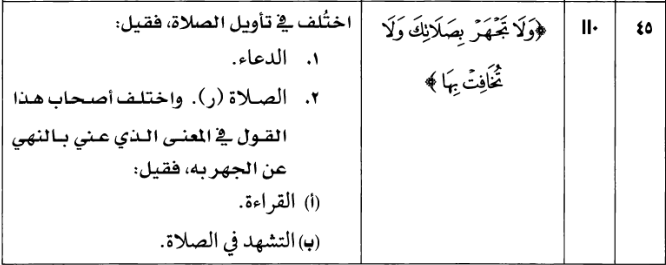 ٤٥
١١٠
﴿وَلَا تَجْهَرْ بِصَلَاتِكَ وَلَا
تُخَافِتْ بِهَا﴾
اختُلف في تأويل الصلاة، فقيل:
١. الدعاء.
٢. الصلاة (ر). واختلف أصحاب هذا
القول في المعنى الذي عني بالنهي
عن الجهر به، فقيل:
(أ) القراءة.
(ب) التشهد في الصلاة.